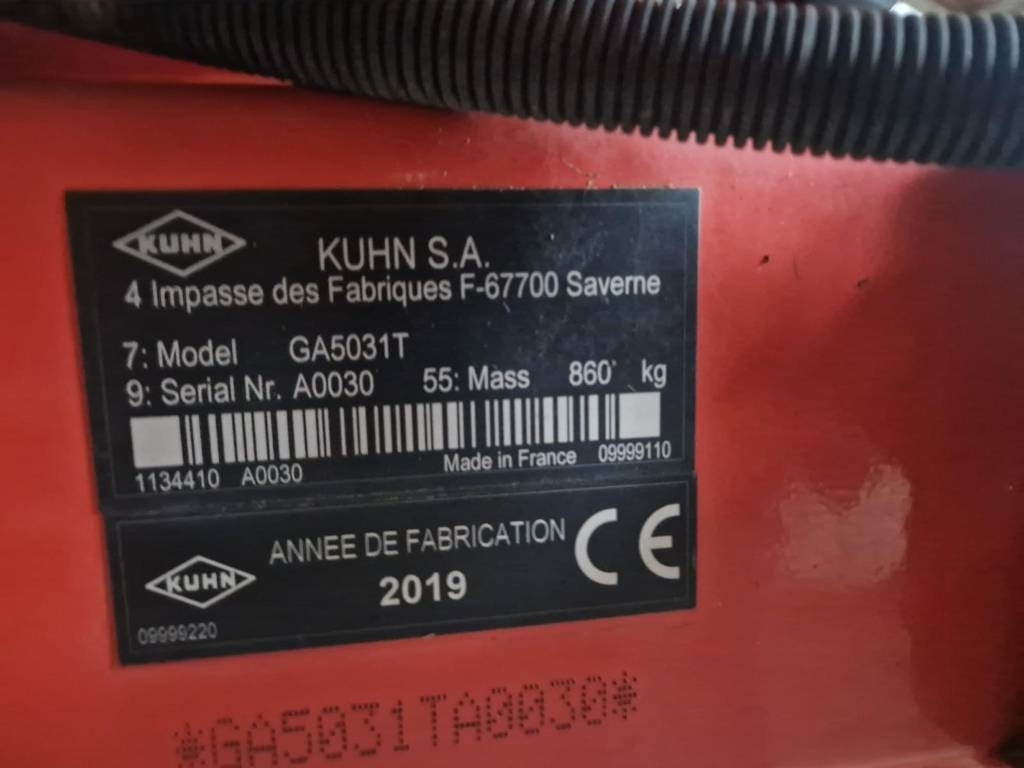 KUHN
KUHN S.A.
4 Impasse des Fabriques F-67700 Saverne
7: Model GA5031T
9: Serial Nr. A0030 55: Mass 860 kg
1134410 A0030 Made in France 09999110
ANNEE DE FABRICATION CE
KUHN
2019
09999220
*GA5031TA0030*